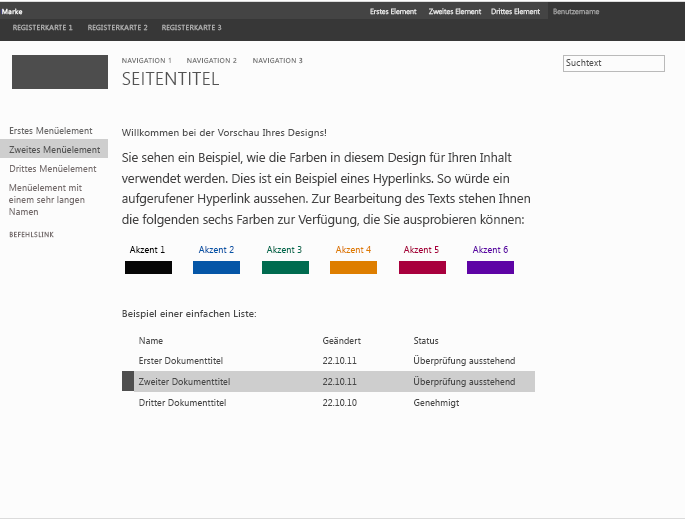 Marke
Erstes Element Zweites Element Drittes Element Benutzername
REGISTERKARTE 1 REGISTERKARTE 2 REGISTERKARTE 3
NAVIGATION 1 NAVIGATION 2 NAVIGATION 3
SEITENTITEL
Suchtext
Erstes Menüelement
Zweites Menüelement
Drittes Menüelement
Menüelement mit
einem sehr langen
Namen
BEFEHLSLINK
Willkommen bei der Vorschau Ihres Designs!
Sie sehen ein Beispiel, wie die Farben in diesem Design für Ihren Inhalt
verwendet werden. Dies ist ein Beispiel eines Hyperlinks. So würde ein
aufgerufener Hyperlink aussehen. Zur Bearbeitung des Texts stehen Ihnen
die folgenden sechs Farben zur Verfügung, die Sie ausprobieren können:
Akzent 1 Akzent 2 Akzent 3 Akzent 4 Akzent 5 Akzent 6
Beispiel einer einfachen Liste:
Name Geändert Status
Erster Dokumenttitel 22.10.11 Überprüfung ausstehend
Zweiter Dokumenttitel 22.10.11 Überprüfung ausstehend
Dritter Dokumenttitel 22.10.10 Genehmigt